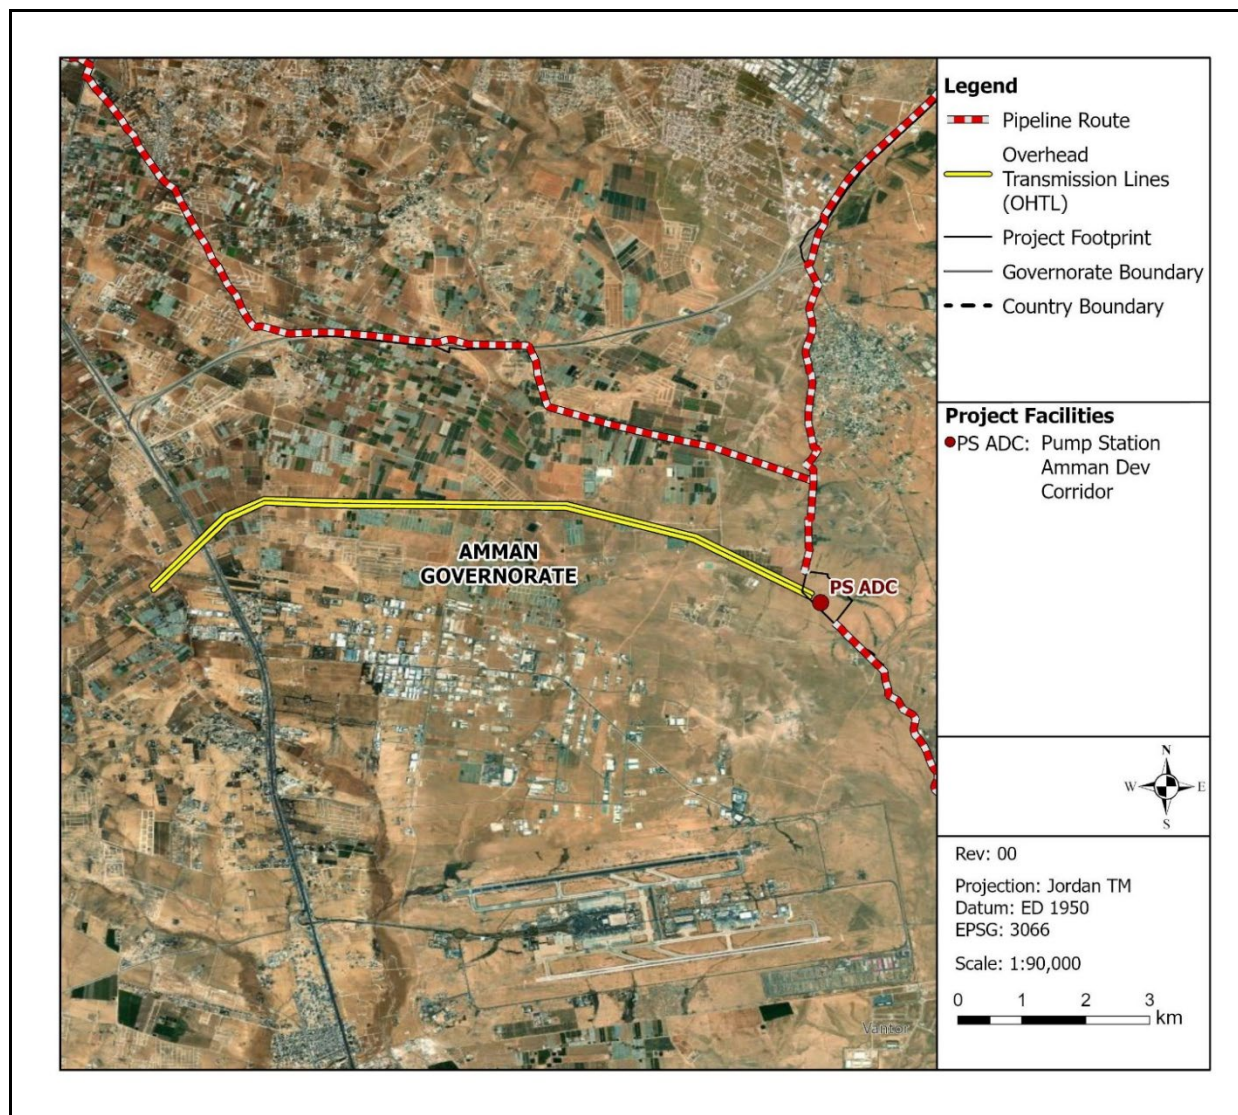 Legend
Pipeline Route
Overhead
Transmission Lines
(OHTL)
Project Footprint
Governorate Boundary
Country Boundary
Project Facilities
PS ADC: Pump Station
Amman Dev
Corridor
AMMAN
GOVERNORATE
PS ADC
N
W E
S
Rev: 00
Projection: Jordan TM
Datum: ED 1950
EPSG: 3066
Scale: 1:90,000
0 1 2 3
km
Vantor